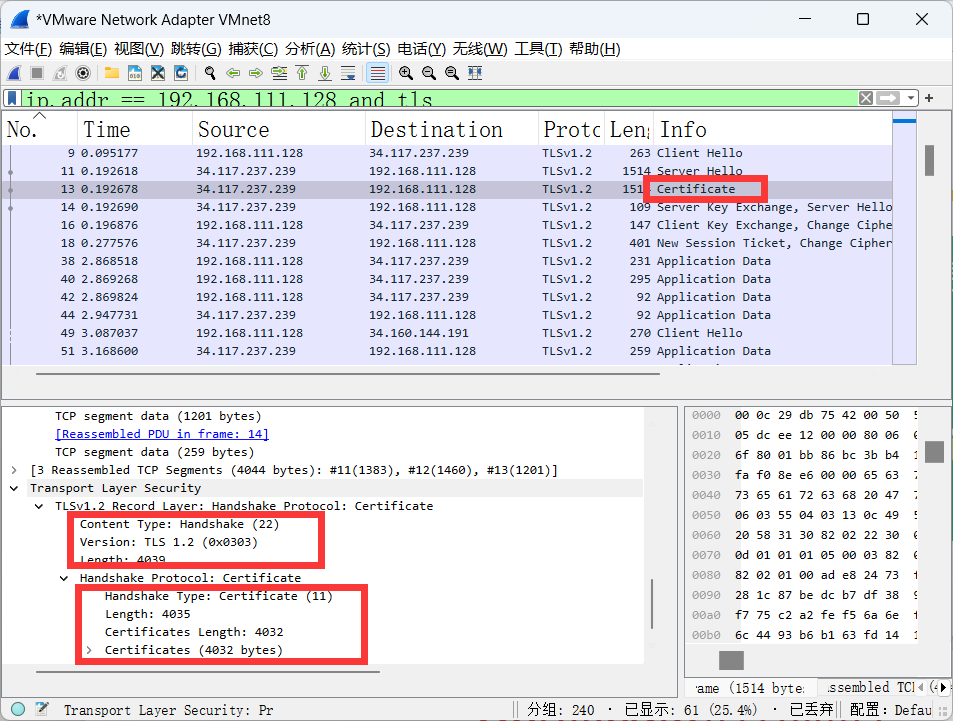 *VMware Network Adapter VMnet8
文件(F) 编辑(E) 视图(V) 跳转(G) 捕获(C) 分析(A) 统计(S) 电话(Y) 无线(W) 工具(T) 帮助(H)
ip.addr == 192.168.111.128 and tls
No. Time Source Destination Protc Leng Info
9 0.095177 192.168.111.128 34.117.237.239 TLSv1.2 263 Client Hello
11 0.192618 34.117.237.239 192.168.111.128 TLSv1.2 1514 Server Hello
13 0.192678 34.117.237.239 192.168.111.128 TLSv1.2 151 Certificate
14 0.192690 34.117.237.239 192.168.111.128 TLSv1.2 109 Server Key Exchange, Server Hello
16 0.196876 192.168.111.128 34.117.237.239 TLSv1.2 147 Client Key Exchange, Change Ciphe
18 0.277576 34.117.237.239 192.168.111.128 TLSv1.2 401 New Session Ticket, Change Cipher
38 2.868518 192.168.111.128 34.117.237.239 TLSv1.2 231 Application Data
40 2.869268 192.168.111.128 34.117.237.239 TLSv1.2 295 Application Data
42 2.869824 192.168.111.128 34.117.237.239 TLSv1.2 92 Application Data
44 2.947731 34.117.237.239 192.168.111.128 TLSv1.2 92 Application Data
49 3.087037 192.168.111.128 34.160.144.191 TLSv1.2 270 Client Hello
51 3.168600 34.117.237.239 192.168.111.128 TLSv1.2 259 Application Data
TCP segment data (1201 bytes)
[Reassembled PDU in frame: 14]
TCP segment data (259 bytes)
[3 Reassembled TCP Segments (4044 bytes): #11(1383), #12(1460), #13(1201)]
Transport Layer Security
TLSv1.2 Record Layer: Handshake Protocol: Certificate
Content Type: Handshake (22)
Version: TLS 1.2 (0x0303)
Length: 4039
Handshake Protocol: Certificate
Handshake Type: Certificate (11)
Length: 4035
Certificates Length: 4032
Certificates (4032 bytes)
0000 00 0c 29 db 75 42 00 50 5
0010 05 dc ee 12 00 00 80 06
0020 6f 80 01 bb 86 bc 3b b4
0030 fa f0 8e e6 00 00 65 63
0040 73 65 61 72 63 68 20 47
0050 06 03 55 04 03 13 0c 49
0060 20 58 31 30 82 02 22 30
0070 0d 01 01 01 05 00 03 82
0080 82 02 01 00 ad e8 24 73
0090 28 1c 87 be dc b7 df 38
00a0 f7 75 c2 a2 fe f5 6a 6e
00b0 6c 44 93 b6 b1 63 fd 14
rame (1514 byte: ssembled TCI (4
Transport Layer Security: Pr 分组: 240 · 已显示: 61 (25.4%) · 已丢弃 配置: Defau